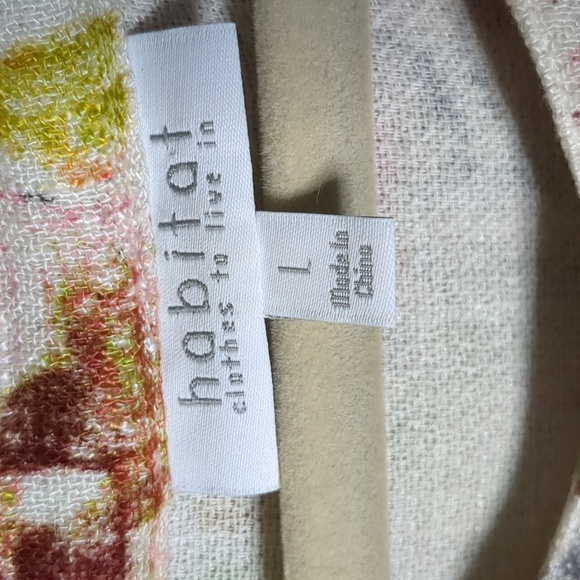 habitat
clothes to live in
L
Made in
China